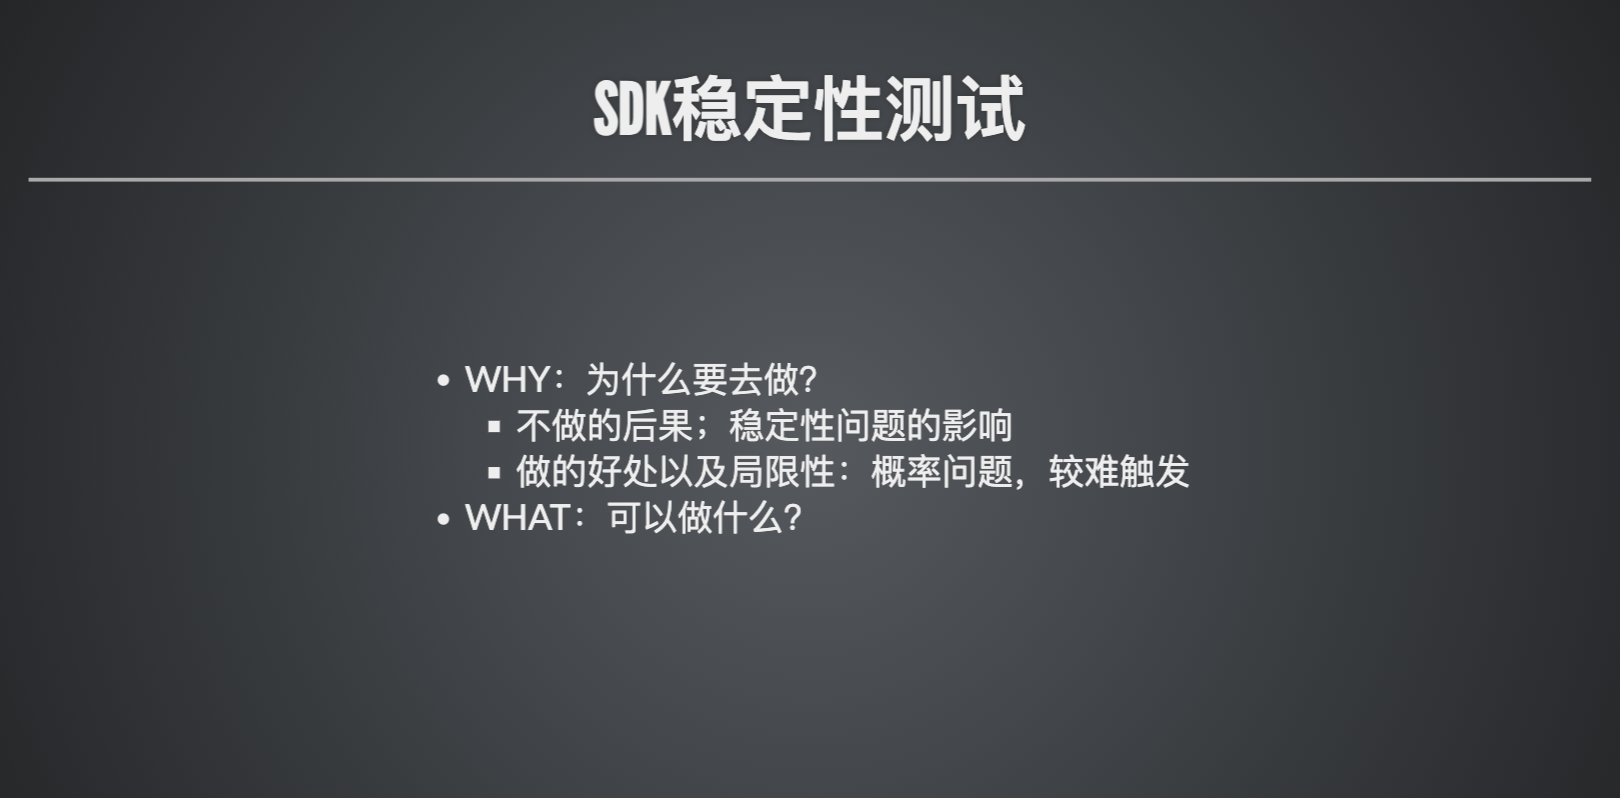 SDK稳定性测试
WHY：为什么要去做?
不做的后果；稳定性问题的影响
做的好处以及局限性：概率问题，较难触发
WHAT：可以做什么?